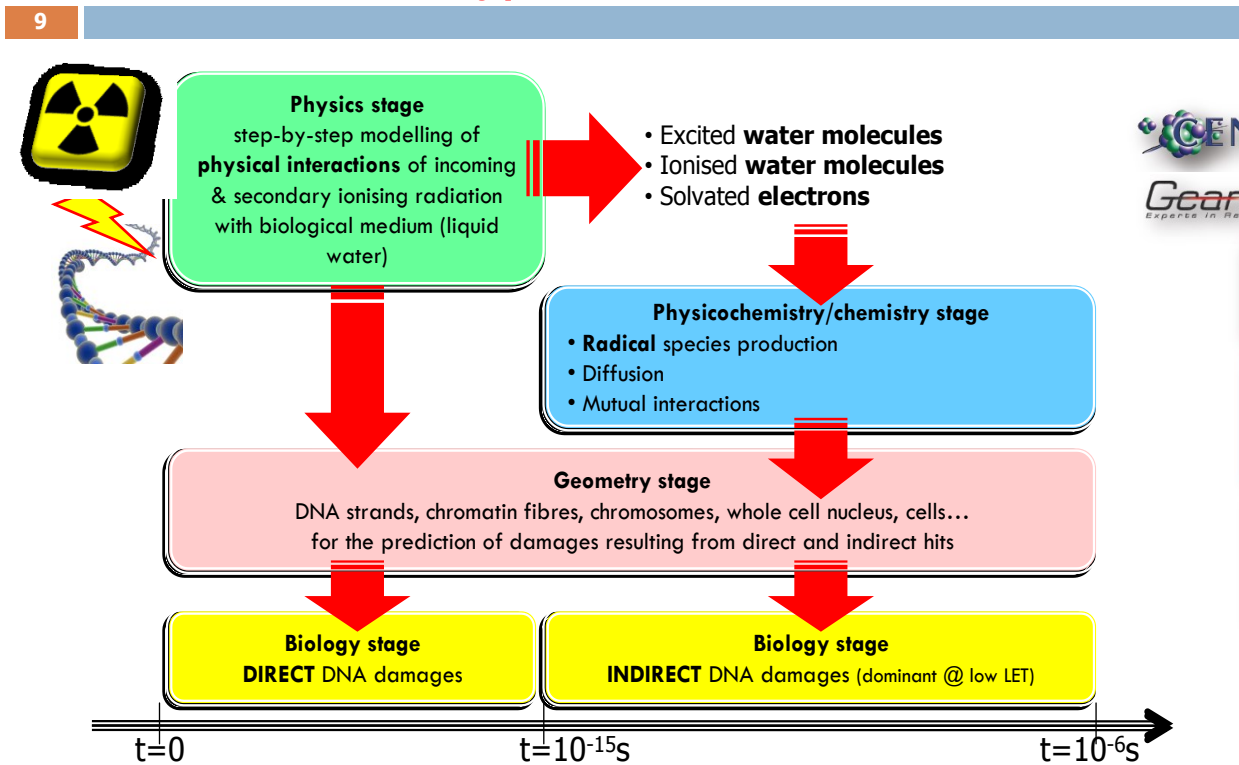 9
Physics stage
step-by-step modelling of
physical interactions of incoming
& secondary ionising radiation
with biological medium (liquid
water)
• Excited water molecules
• Ionised water molecules
• Solvated electrons
Physicochemistry/chemistry stage
• Radical species production
• Diffusion
• Mutual interactions
Geometry stage
DNA strands, chromatin fibres, chromosomes, whole cell nucleus, cells…
for the prediction of damages resulting from direct and indirect hits
Biology stage
DIRECT DNA damages
Biology stage
INDIRECT DNA damages (dominant @ low LET)
t=0
t=10⁻¹⁵s
t=10⁻⁶s
CEN
Gear
Experts in